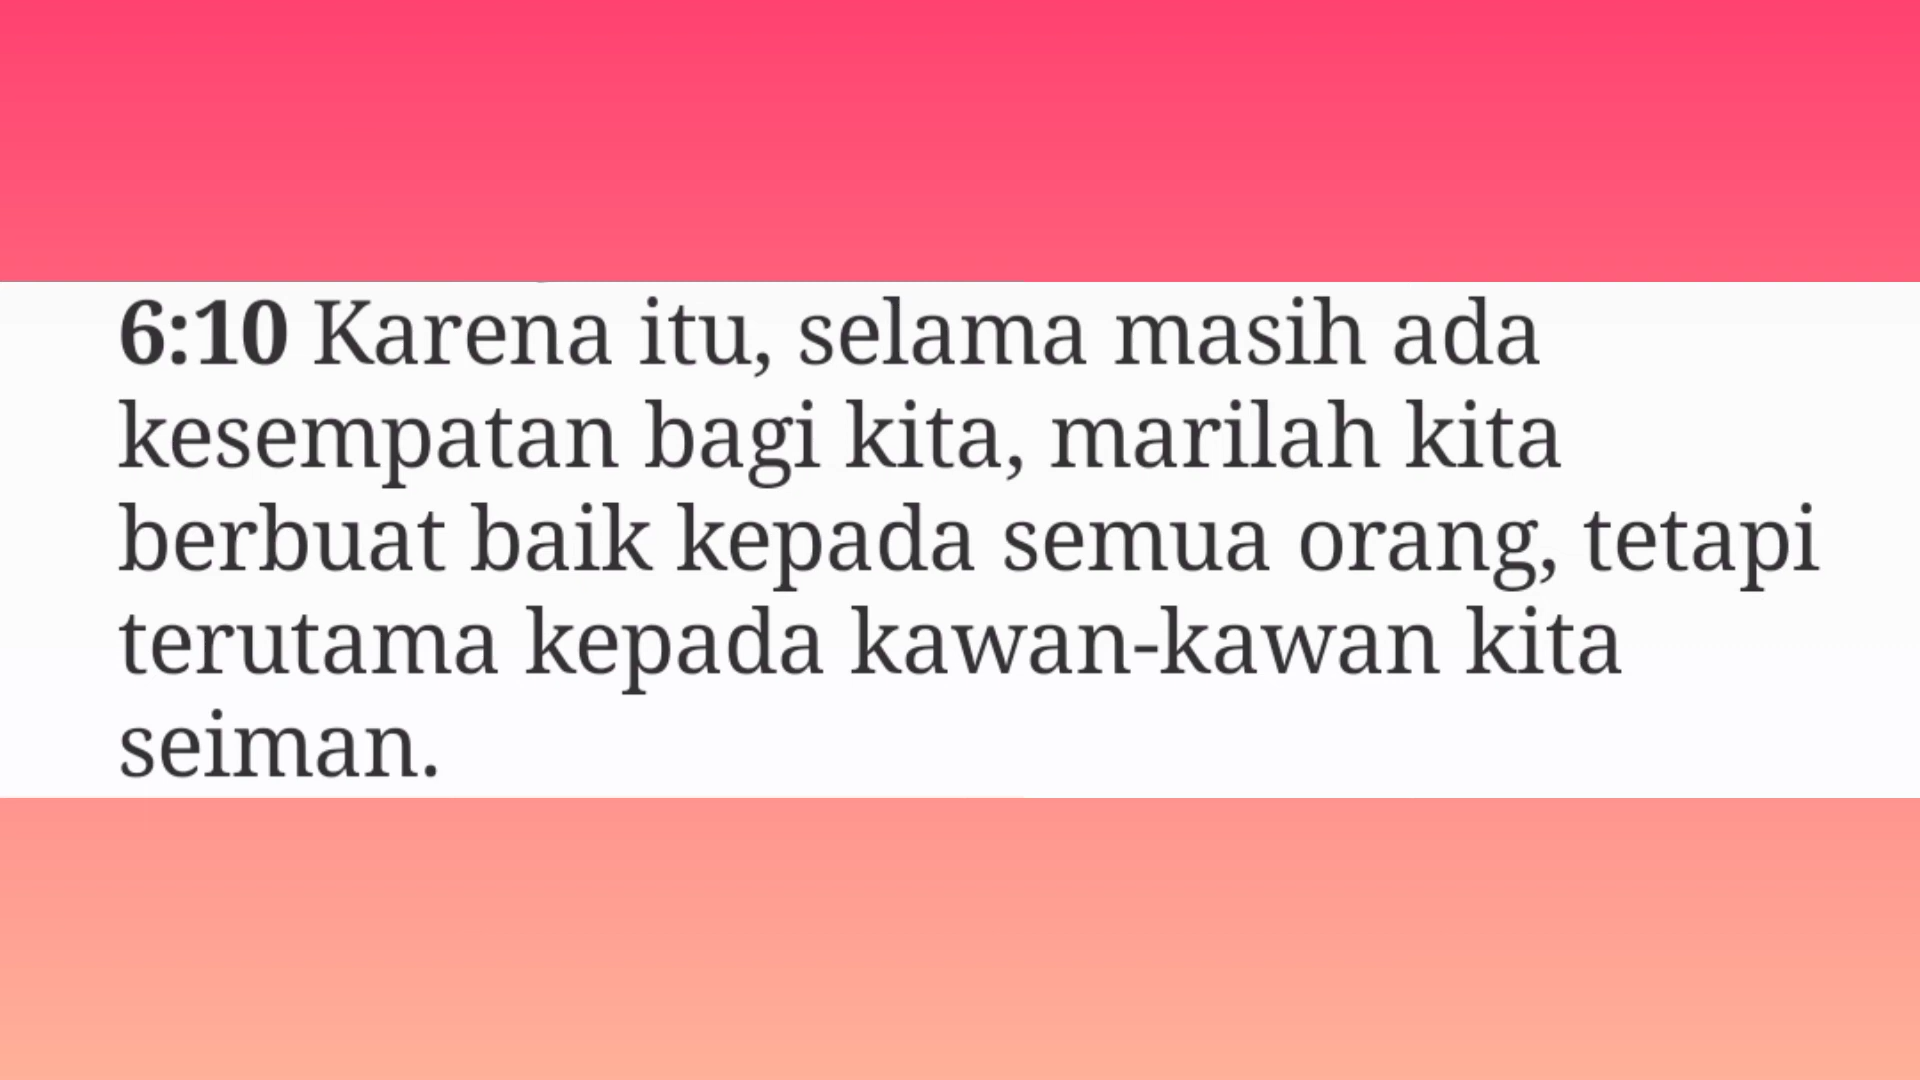 6:10 Karena itu, selama masih ada
kesempatan bagi kita, marilah kita
berbuat baik kepada semua orang, tetapi
terutama kepada kawan-kawan kita
seiman.